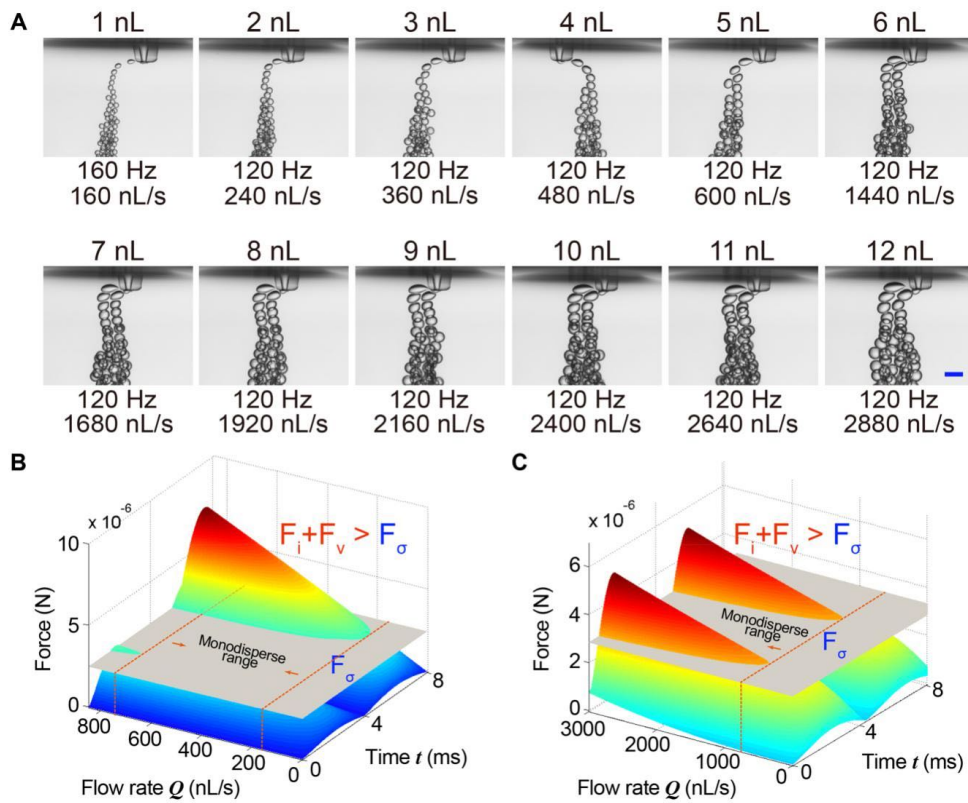 A
1 nL 2 nL 3 nL 4 nL 5 nL 6 nL
160 Hz 120 Hz 120 Hz 120 Hz 120 Hz 120 Hz
160 nL/s 240 nL/s 360 nL/s 480 nL/s 600 nL/s 1440 nL/s
7 nL 8 nL 9 nL 10 nL 11 nL 12 nL
120 Hz 120 Hz 120 Hz 120 Hz 120 Hz 120 Hz
1680 nL/s 1920 nL/s 2160 nL/s 2400 nL/s 2640 nL/s 2880 nL/s
B
x 10⁻⁶
10
5
0
Force (N)
Fᵢ+Fᵥ > F_σ
Monodisperse
range
F_σ
800 600 400 200 0
Flow rate Q (nL/s)
0 4 8
Time t (ms)
C
x 10⁻⁶
6
4
2
0
Force (N)
Fᵢ+Fᵥ > F_σ
Monodisperse
range
F_σ
3000 2000 1000 0
Flow rate Q (nL/s)
0 4 8
Time t (ms)